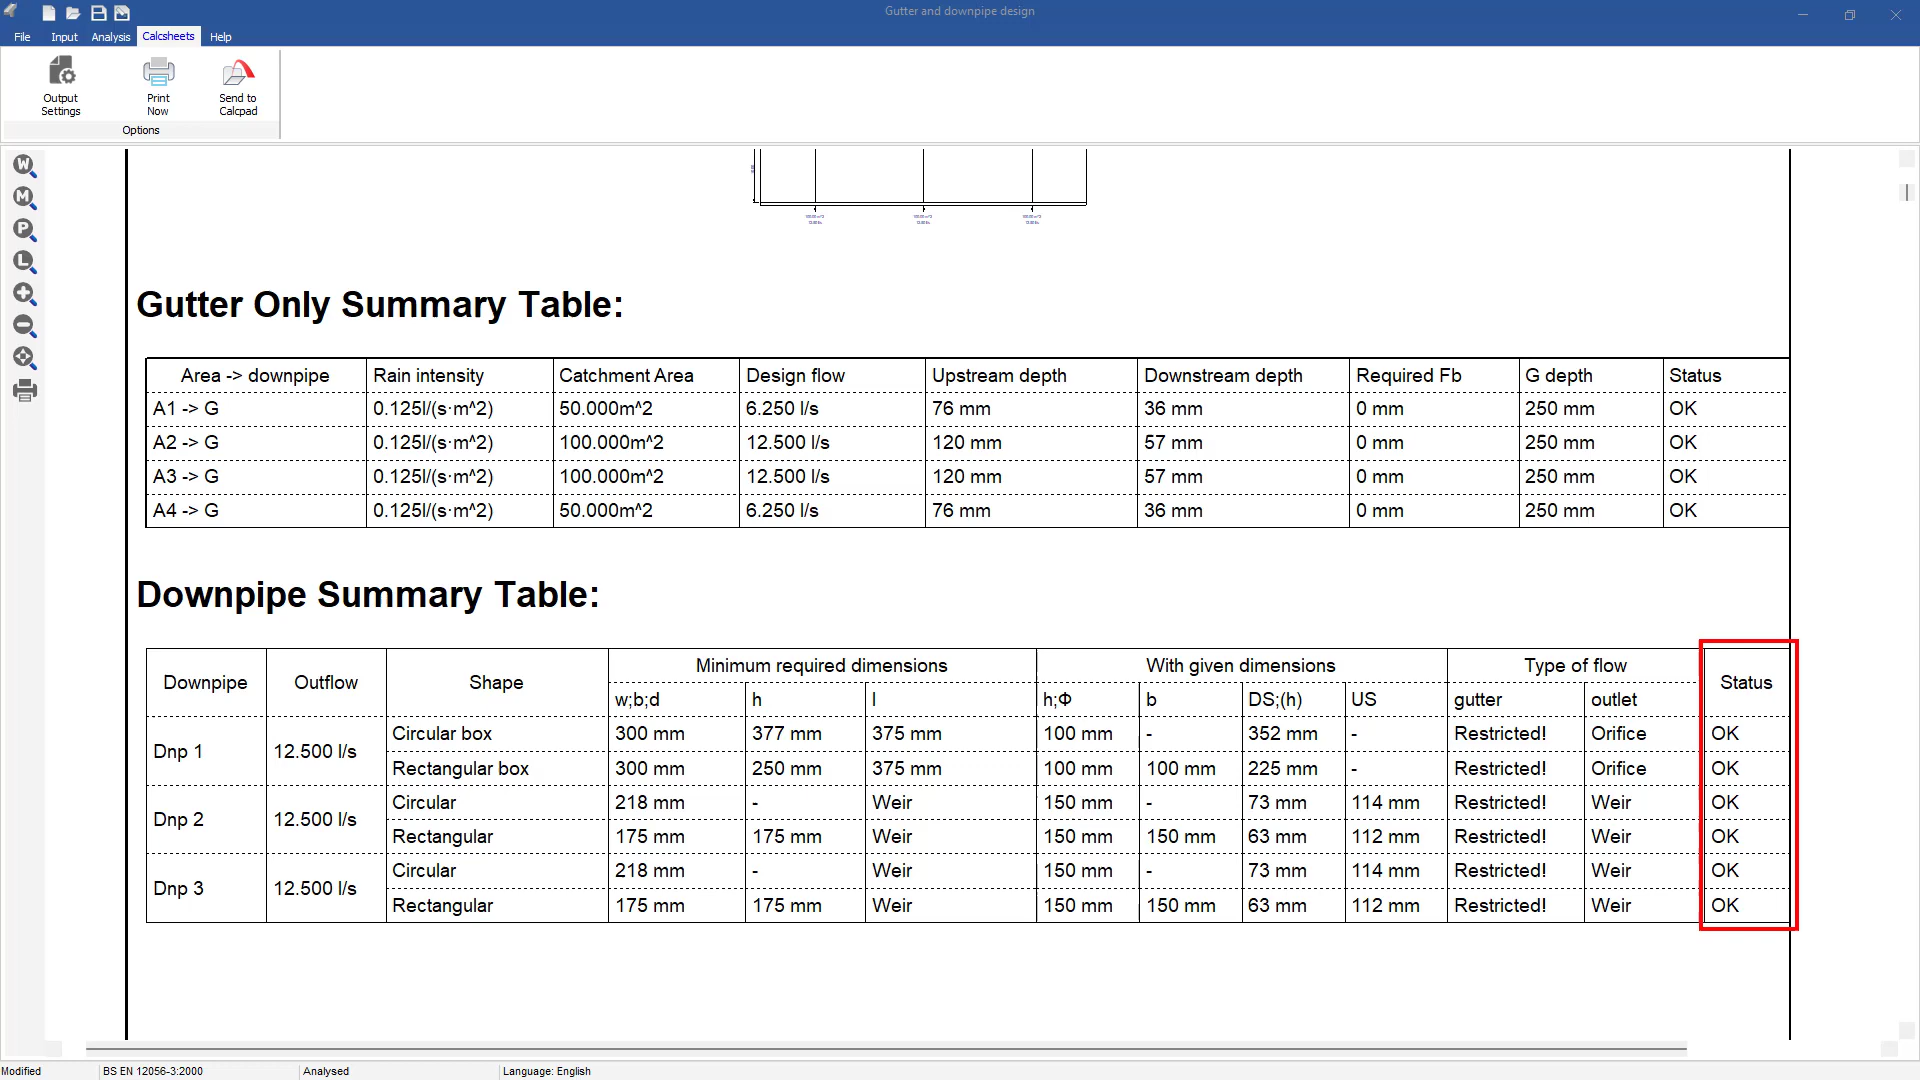 Gutter and downpipe design
File Input Analysis Calcsheets Help
Output Settings
Print Now
Send to Calcpad
Options
W
M
P
L
Gutter Only Summary Table:
Area -> downpipe Rain intensity Catchment Area Design flow Upstream depth Downstream depth Required Fb G depth Status
A1 -> G 0.125l/(s·m^2) 50.000m^2 6.250 l/s 76 mm 36 mm 0 mm 250 mm OK
A2 -> G 0.125l/(s·m^2) 100.000m^2 12.500 l/s 120 mm 57 mm 0 mm 250 mm OK
A3 -> G 0.125l/(s·m^2) 100.000m^2 12.500 l/s 120 mm 57 mm 0 mm 250 mm OK
A4 -> G 0.125l/(s·m^2) 50.000m^2 6.250 l/s 76 mm 36 mm 0 mm 250 mm OK
Downpipe Summary Table:
Downpipe Outflow Shape Minimum required dimensions With given dimensions Type of flow Status
w;b;d h l h;Φ b DS;(h) US gutter outlet
Dnp 1 12.500 l/s Circular box 300 mm 377 mm 375 mm 100 mm - 352 mm - Restricted! Orifice OK
Rectangular box 300 mm 250 mm 375 mm 100 mm 100 mm 225 mm - Restricted! Orifice OK
Dnp 2 12.500 l/s Circular 218 mm - Weir 150 mm - 73 mm 114 mm Restricted! Weir OK
Rectangular 175 mm 175 mm Weir 150 mm 150 mm 63 mm 112 mm Restricted! Weir OK
Dnp 3 12.500 l/s Circular 218 mm - Weir 150 mm - 73 mm 114 mm Restricted! Weir OK
Rectangular 175 mm 175 mm Weir 150 mm 150 mm 63 mm 112 mm Restricted! Weir OK
Modified BS EN 12056-3:2000 Analysed Language: English